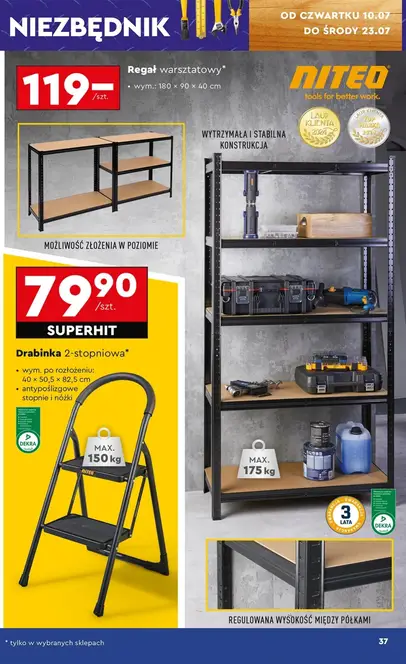 NIEZBĘDNIK
OD CZWARTKU 10.07
DO ŚRODY 23.07
119.-
/szt.
Regał warsztatowy*
• wym.: 180 × 90 × 40 cm
NITEO
tools for better work.
LAUR
KLIENTA
WYTRZYMAŁA I STABILNA
KONSTRUKCJA
MOŻLIWOŚĆ ZŁOŻENIA W POZIOMIE
79.90
/szt.
SUPERHIT
Drabinka 2-stopniowa*
• wym. po rozłożeniu:
40 × 50,5 × 82,5 cm
• antypoślizgowe
stopnie i nóżki
DEKRA
MAX.
150 kg
NITEO
MAX.
175 kg
3
LATA
DEKRA
REGULOWANA WYSOKOŚĆ MIĘDZY PÓŁKAMI
* tylko w wybranych sklepach
37